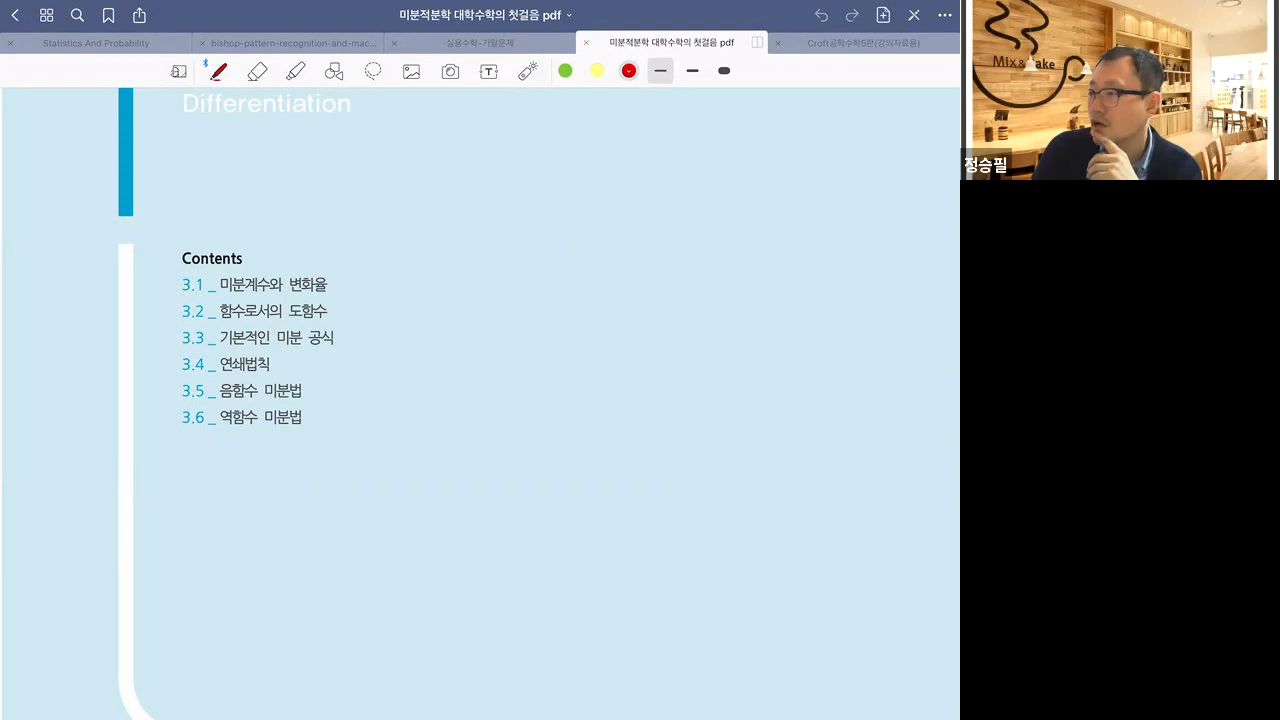 미분적분학 대학수학의 첫걸음 pdf
Statistics And Probability
bishop-pattern-recognition-and-mac...
실용수학-기말문제
미분적분학 대학수학의 첫걸음 pdf
Croft공학수학5판(강의자료용)
Differentiation
Contents
3.1 _ 미분계수와 변화율
3.2 _ 함수로서의 도함수
3.3 _ 기본적인 미분 공식
3.4 _ 연쇄법칙
3.5 _ 음함수 미분법
3.6 _ 역함수 미분법
정승필